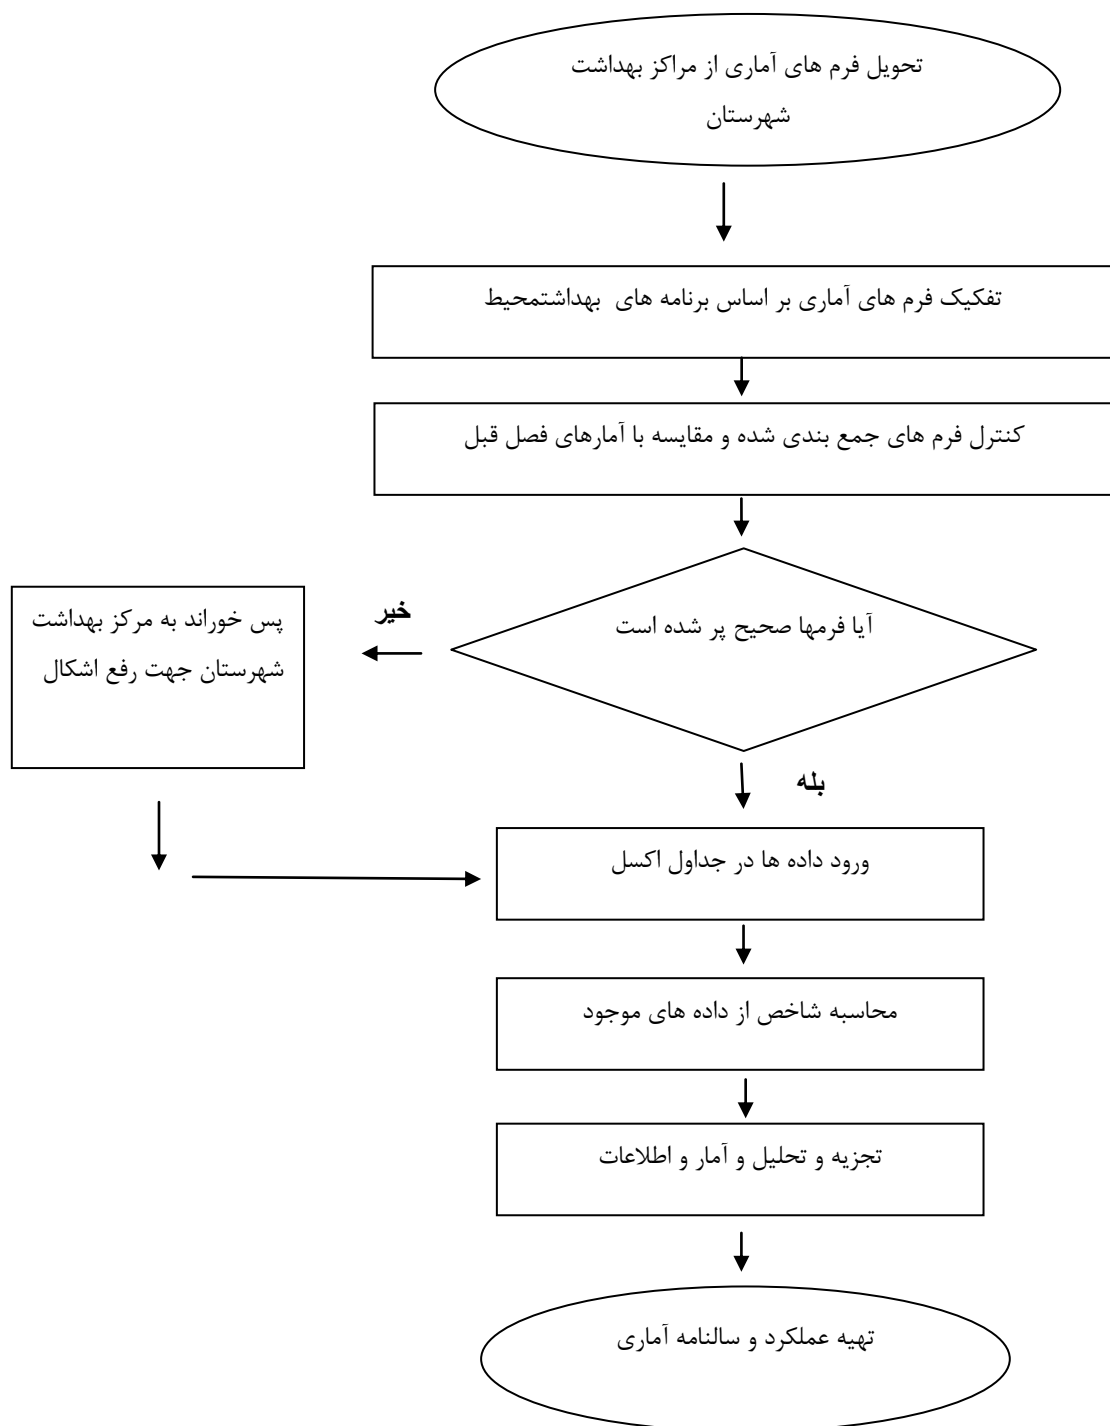 تحویل فرم های آماری از مراکز بهداشت
شهرستان
تفکیک فرم های آماری بر اساس برنامه های بهداشتمحیط
کنترل فرم های جمع بندی شده و مقایسه با آمارهای فصل قبل
آیا فرمها صحیح پر شده است
خیر
پس خوراند به مرکز بهداشت
شهرستان جهت رفع اشکال
بله
ورود داده ها در جداول اکسل
محاسبه شاخص از داده های موجود
تجزیه و تحلیل و آمار و اطلاعات
تهیه عملکرد و سالنامه آماری